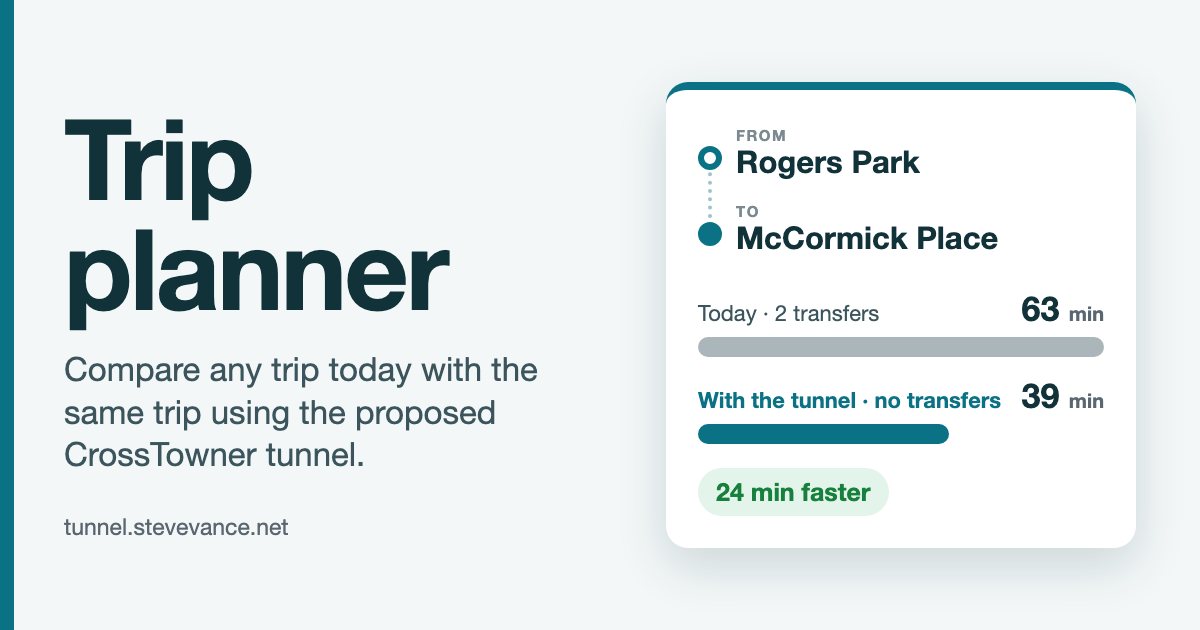 Trip
planner
Compare any trip today with the
same trip using the proposed
CrossTowner tunnel.
tunnel.stevevance.net
FROM
Rogers Park
TO
McCormick Place
Today · 2 transfers 63 min
With the tunnel · no transfers 39 min
24 min faster